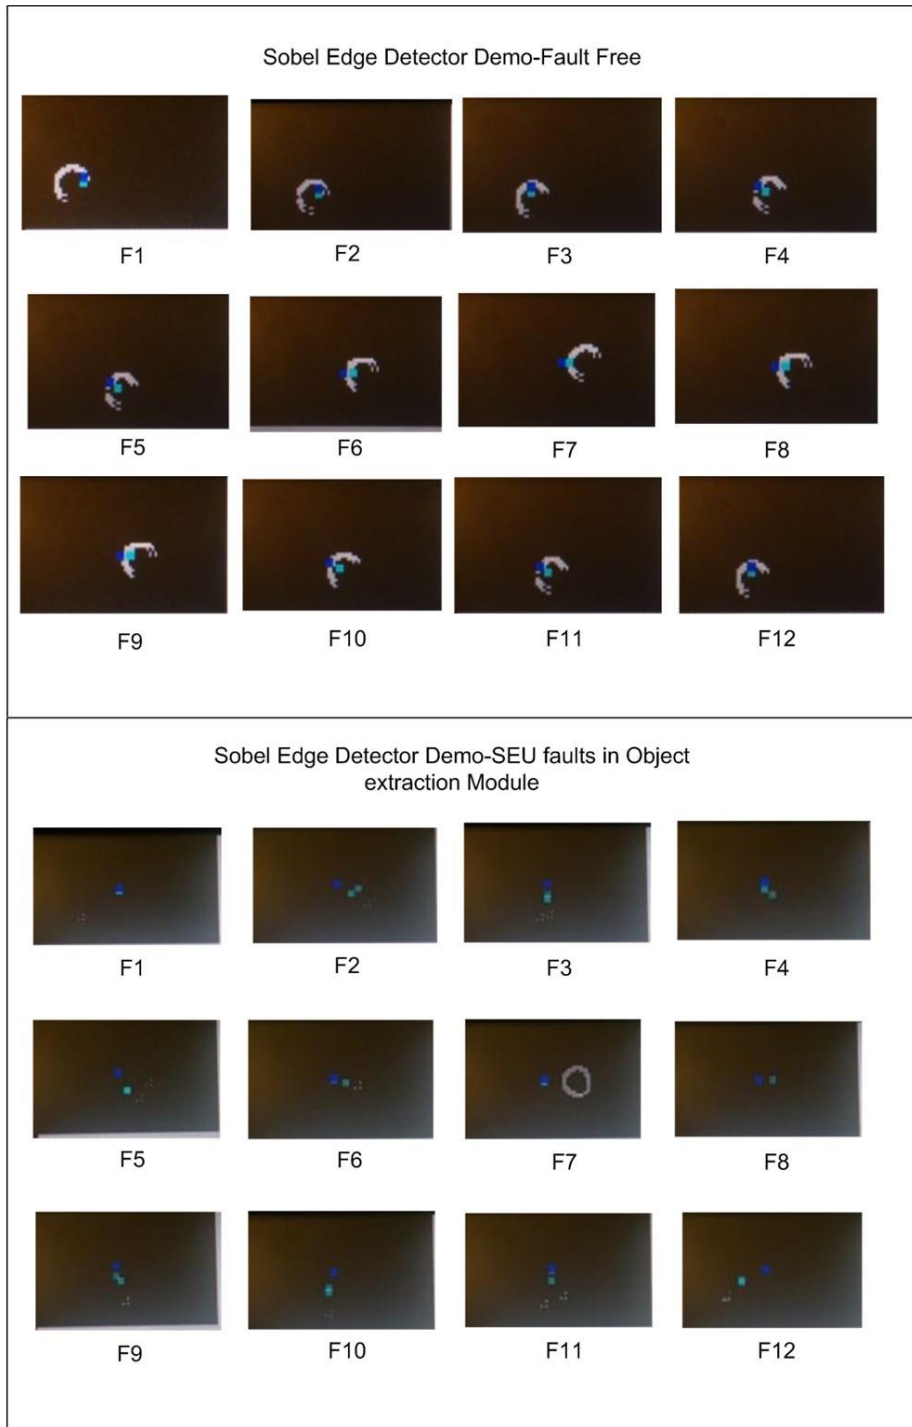 Sobel Edge Detector Demo-Fault Free
F1
F2
F3
F4
F5
F6
F7
F8
F9
F10
F11
F12
Sobel Edge Detector Demo-SEU faults in Object
extraction Module
F1
F2
F3
F4
F5
F6
F7
F8
F9
F10
F11
F12